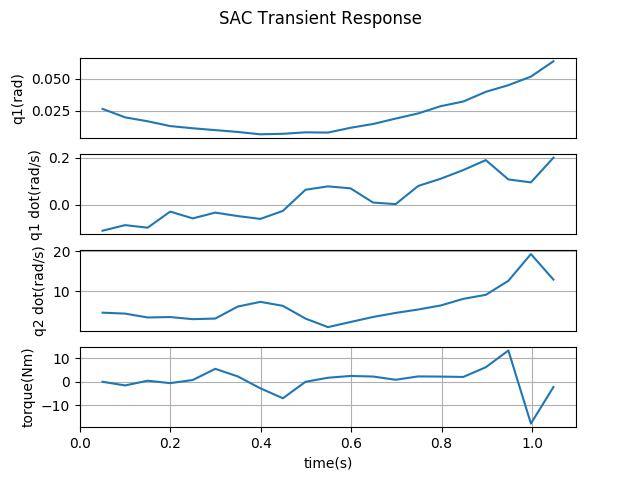 SAC Transient Response
q1(rad)
0.050
0.025
q1 dot(rad/s)
0.2
0.0
q2 dot(rad/s)
20
10
torque(Nm)
10
0
−10
0.0 0.2 0.4 0.6 0.8 1.0
time(s)